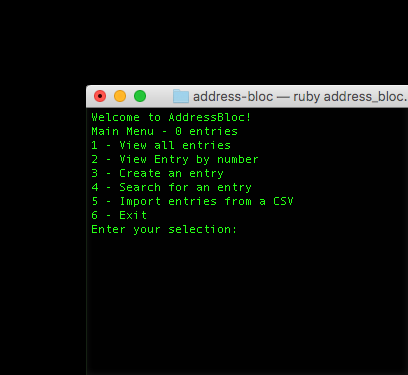 address-bloc — ruby address_bloc.
Welcome to AddressBloc!
Main Menu - 0 entries
1 - View all entries
2 - View Entry by number
3 - Create an entry
4 - Search for an entry
5 - Import entries from a CSV
6 - Exit
Enter your selection: